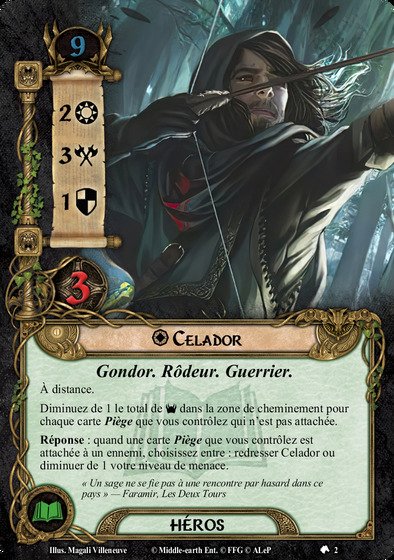 9
2
3
1
3
Celador
Gondor. Rôdeur. Guerrier.
À distance.
Diminuez de 1 le total de dans la zone de cheminement pour
chaque carte Piège que vous contrôlez qui n'est pas attachée.
Réponse : quand une carte Piège que vous contrôlez est
attachée à un ennemi, choisissez entre : redresser Celador ou
diminuer de 1 votre niveau de menace.
« Un sage ne se fie pas à une rencontre par hasard dans ce
pays » — Faramir, Les Deux Tours
HÉROS
Illus. Magali Villeneuve © Middle-earth Ent. © FFG © ALeP 2